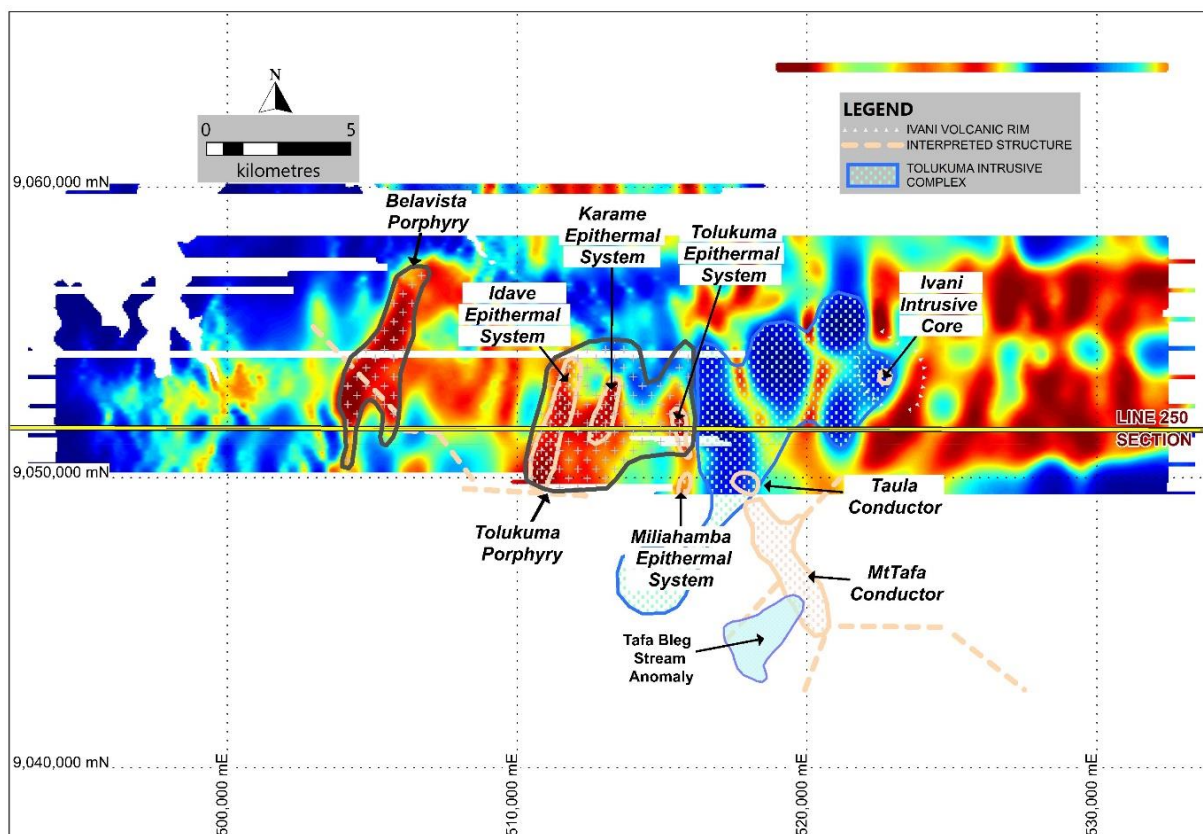 N
0 5
kilometres
LEGEND
IVANI VOLCANIC RIM
INTERPRETED STRUCTURE
TOLUKUMA INTRUSIVE
COMPLEX
9,060,000 mN
Belavista
Porphyry
Karame
Epithermal
System
Tolukuma
Epithermal
System
Idave
Epithermal
System
Ivani
Intrusive
Core
LINE 250
SECTION
9,050,000 mN
Tolukuma
Porphyry
Miliahamba
Epithermal
System
Taula
Conductor
MtTafa
Conductor
Tafa Bleg
Stream
Anomaly
9,040,000 mN
500,000 mE
510,000 mE
520,000 mE
530,000 mE